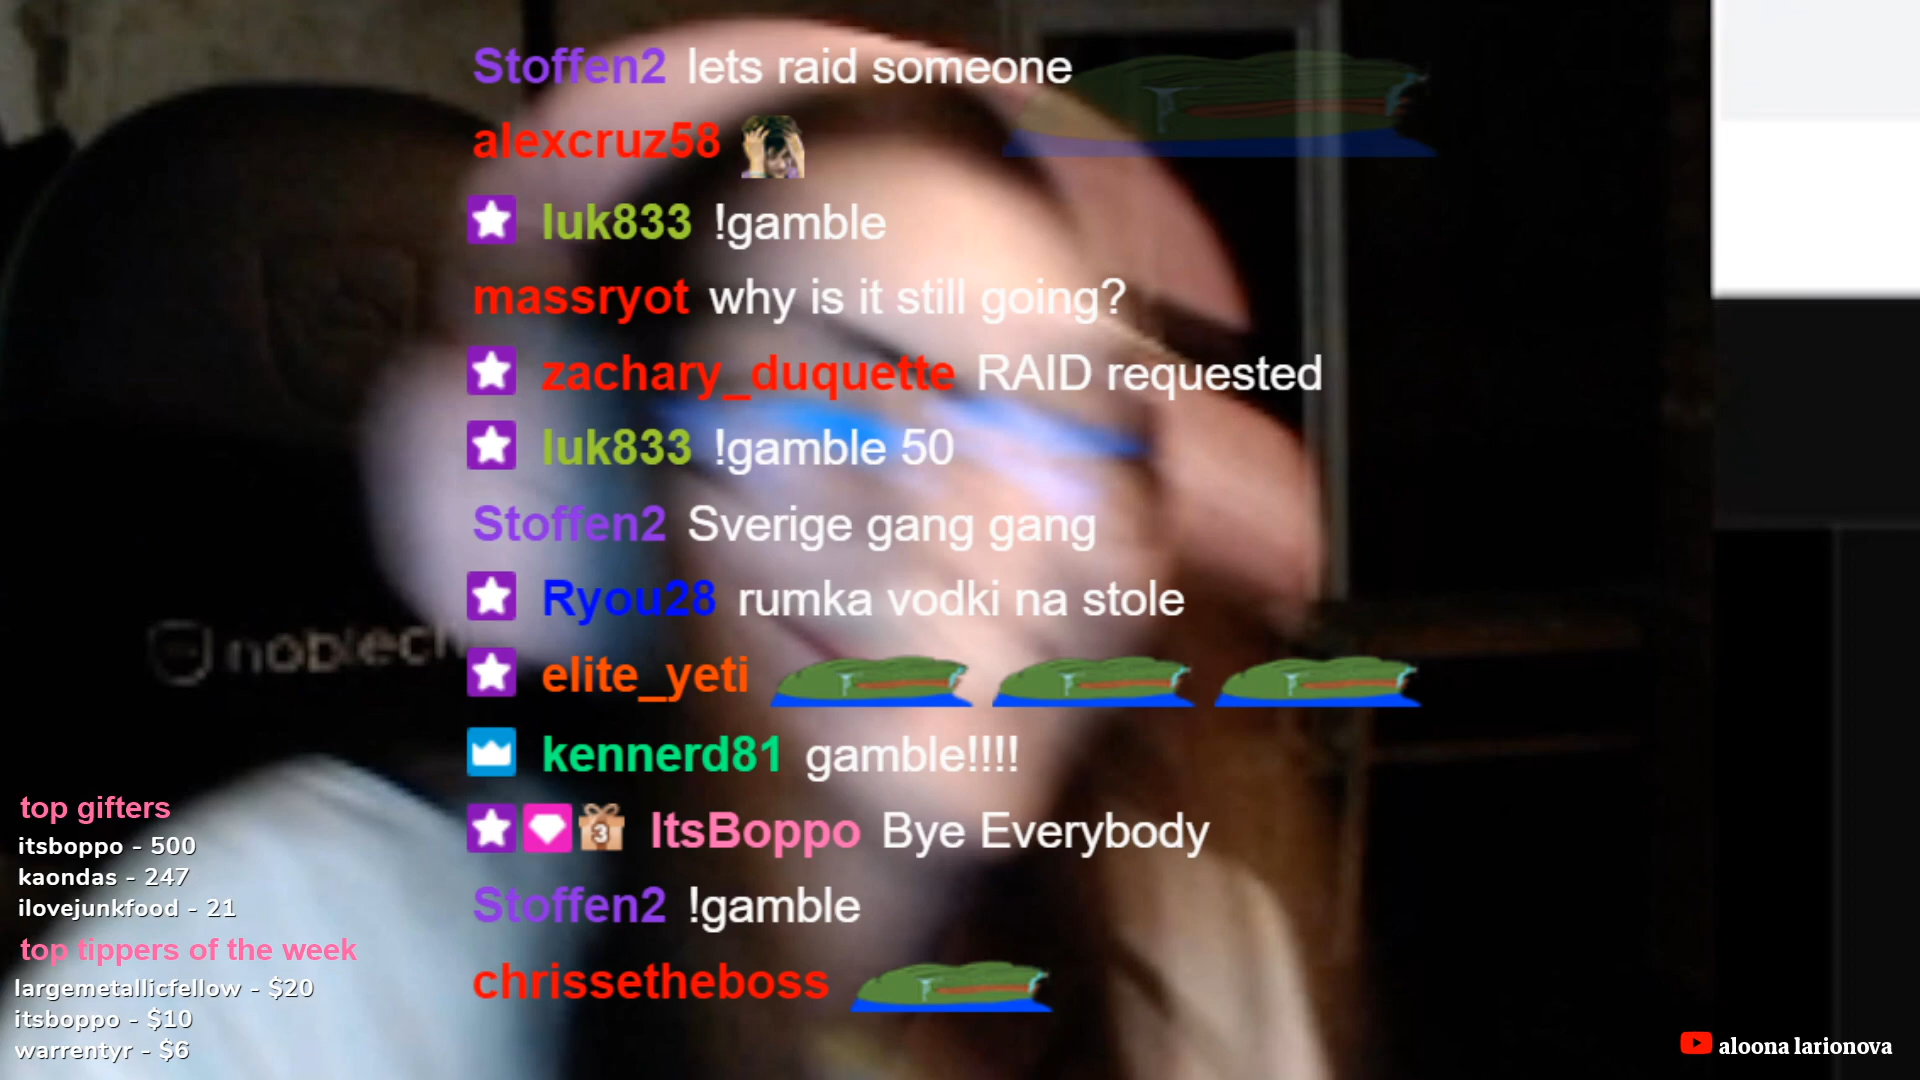 Stoffen2 lets raid someone
alexcruz58
luk833 !gamble
massryot why is it still going?
zachary_duquette RAID requested
luk833 !gamble 50
Stoffen2 Sverige gang gang
Ryou28 rumka vodki na stole
noblech
elite_yeti
kennerd81 gamble!!!!
3 ItsBoppo Bye Everybody
Stoffen2 !gamble
chrissetheboss
top gifters
itsboppo - 500
kaondas - 247
ilovejunkfood - 21
top tippers of the week
largemetallicfellow - $20
itsboppo - $10
warrentyr - $6
aloona larionova